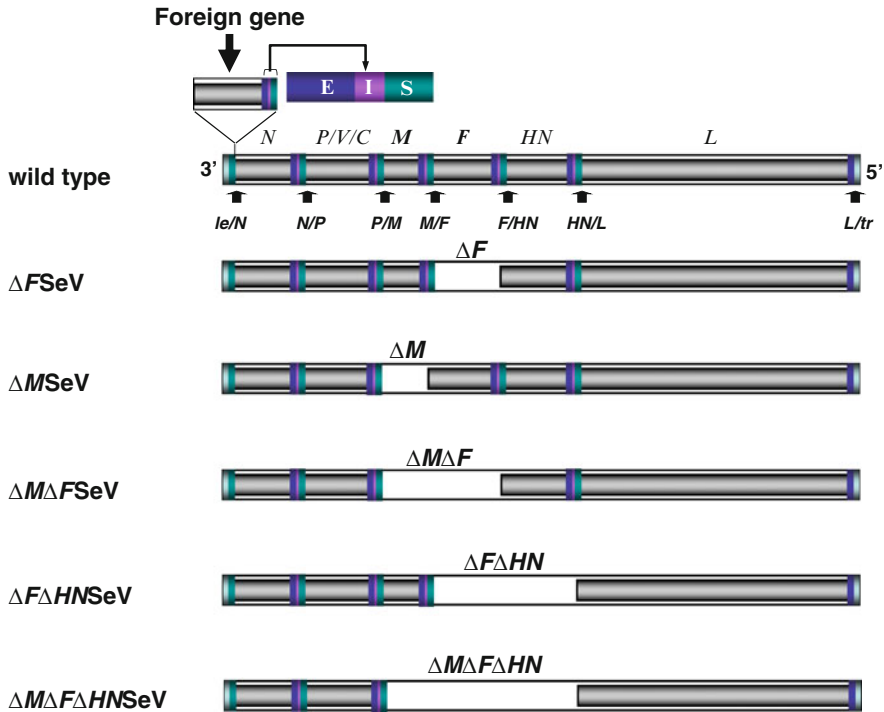 Foreign gene
E I S
N P/V/C M F HN L
wild type 3’ 5’
le/N N/P P/M M/F F/HN HN/L L/tr
ΔF
ΔFSeV
ΔM
ΔMSeV
ΔMΔF
ΔMΔFSeV
ΔFΔHN
ΔFΔHNSeV
ΔMΔFΔHN
ΔMΔFΔHNSeV